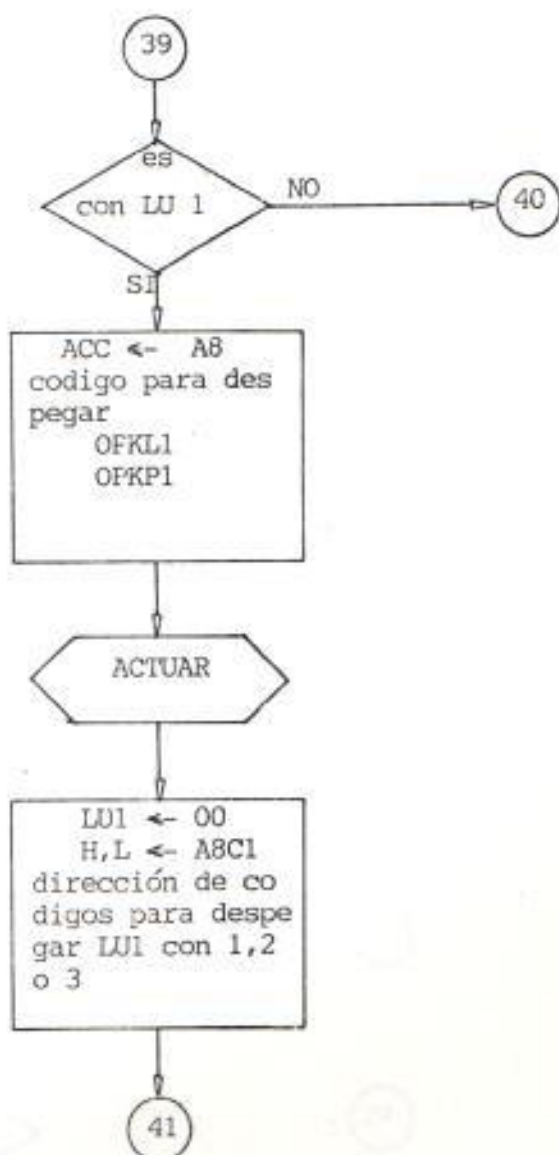 39
es
con LU 1
NO
40
SI
ACC <- A8
codigo para des
pegar
OPKL1
OPKP1
ACTUAR
LU1 <- 00
H,L <- A8C1
dirección de co
digos para despe
gar LU1 con 1,2
o 3
41